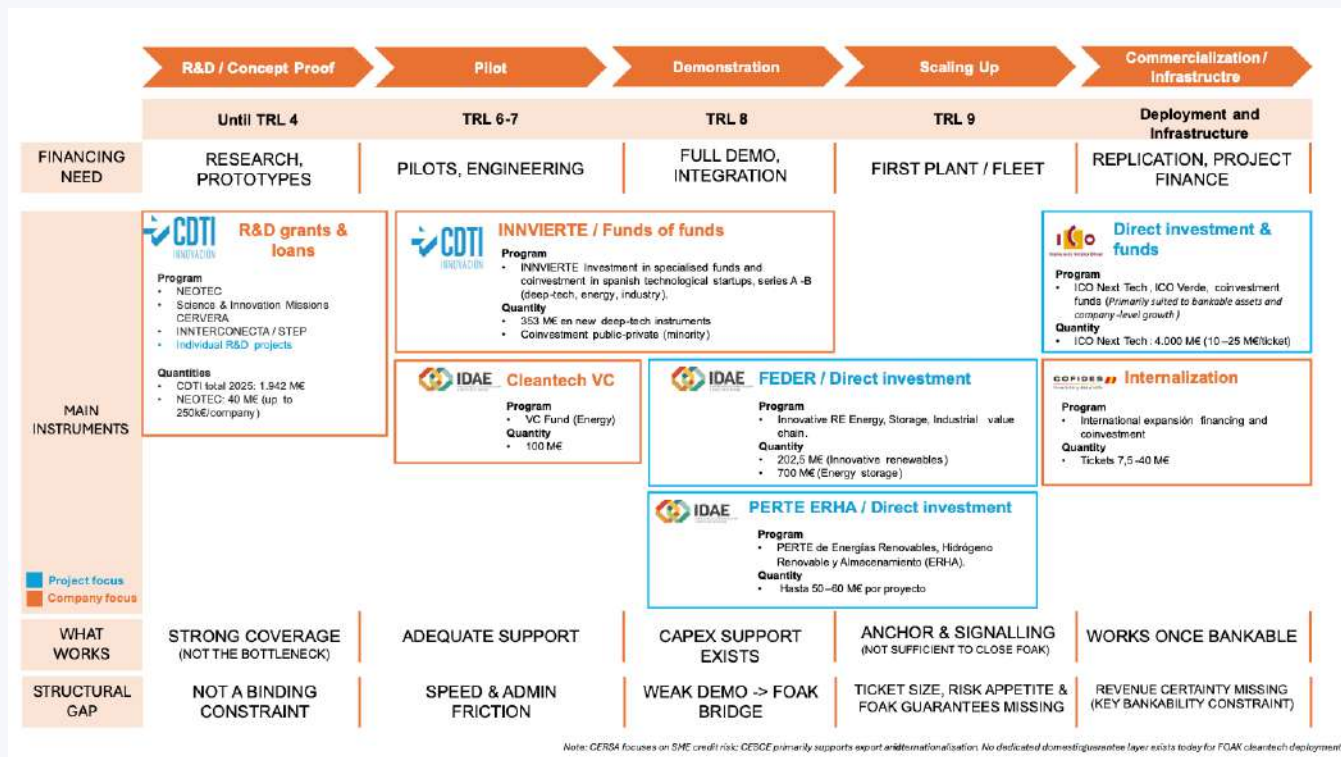 R&D / Concept Proof
Pilot
Demonstration
Scaling Up
Commercialization /
Infrastructre
Until TRL 4
TRL 6-7
TRL 8
TRL 9
Deployment and
Infrastructure
FINANCING
NEED
RESEARCH,
PROTOTYPES
PILOTS, ENGINEERING
FULL DEMO,
INTEGRATION
FIRST PLANT / FLEET
REPLICATION, PROJECT
FINANCE
MAIN
INSTRUMENTS
CDTI
INNOVACIÓN
R&D grants &
loans
Program
• NEOTEC
• Science & Innovation Missions
CERVERA
• INNTERCONECTA / STEP
• Individual R&D projects
Quantities
• CDTI total 2025: 1.942 M€
• NEOTEC: 40 M€ (up to
250k€/company)
CDTI
INNOVACIÓN
INNVIERTE / Funds of funds
Program
• INNVIERTE Investment in specialised funds and
coinvestment in spanish technological startups, series A -B
(deep-tech, energy, industry).
Quantity
• 353 M€ en new deep-tech instruments
• Coinvestment public-private (minority)
IDAE
Cleantech VC
Program
• VC Fund (Energy)
Quantity
• 100 M€
IDAE
FEDER / Direct investment
Program
• Innovative RE Energy, Storage, Industrial value
chain.
Quantity
• 202,5 M€ (Innovative renewables)
• 700 M€ (Energy storage)
IDAE
PERTE ERHA / Direct investment
Program
• PERTE de Energías Renovables, Hidrógeno
Renovable y Almacenamiento (ERHA).
Quantity
• Hasta 50–60 M€ por proyecto
ICO
Direct investment &
funds
Program
• ICO Next Tech , ICO Verde, coinvestment
funds (Primarily suited to bankable assets and
company-level growth )
Quantity
• ICO Next Tech : 4.000 M€ (10 –25 M€/ticket)
COFIDES
Internalization
Program
• International expansión financing and
coinvestment
Quantity
• Tickets 7,5 -40 M€
Project focus
Company focus
WHAT
WORKS
STRONG COVERAGE
(NOT THE BOTTLENECK)
ADEQUATE SUPPORT
CAPEX SUPPORT
EXISTS
ANCHOR & SIGNALLING
(NOT SUFFICIENT TO CLOSE FOAK)
WORKS ONCE BANKABLE
STRUCTURAL
GAP
NOT A BINDING
CONSTRAINT
SPEED & ADMIN
FRICTION
WEAK DEMO -> FOAK
BRIDGE
TICKET SIZE, RISK APPETITE &
FOAK GUARANTEES MISSING
REVENUE CERTAINTY MISSING
(KEY BANKABILITY CONSTRAINT)
Note: CERSA focuses on SME credit risk; CESCE primarily supports export and internationalisation. No dedicated domestic guarantee layer exists today for FOAK cleantech deployment